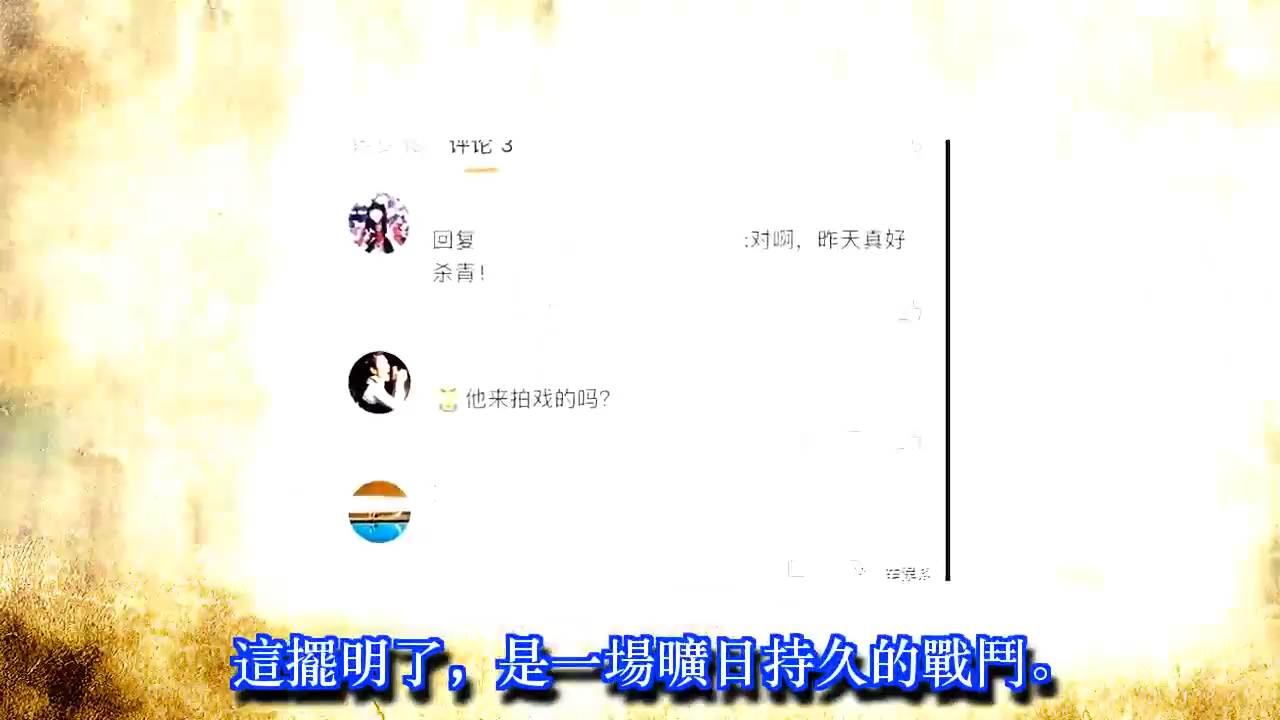 评论 3
回复 :对啊，昨天真好
杀青！
他来拍戏的吗？
這擺明了，是一場曠日持久的戰鬥。